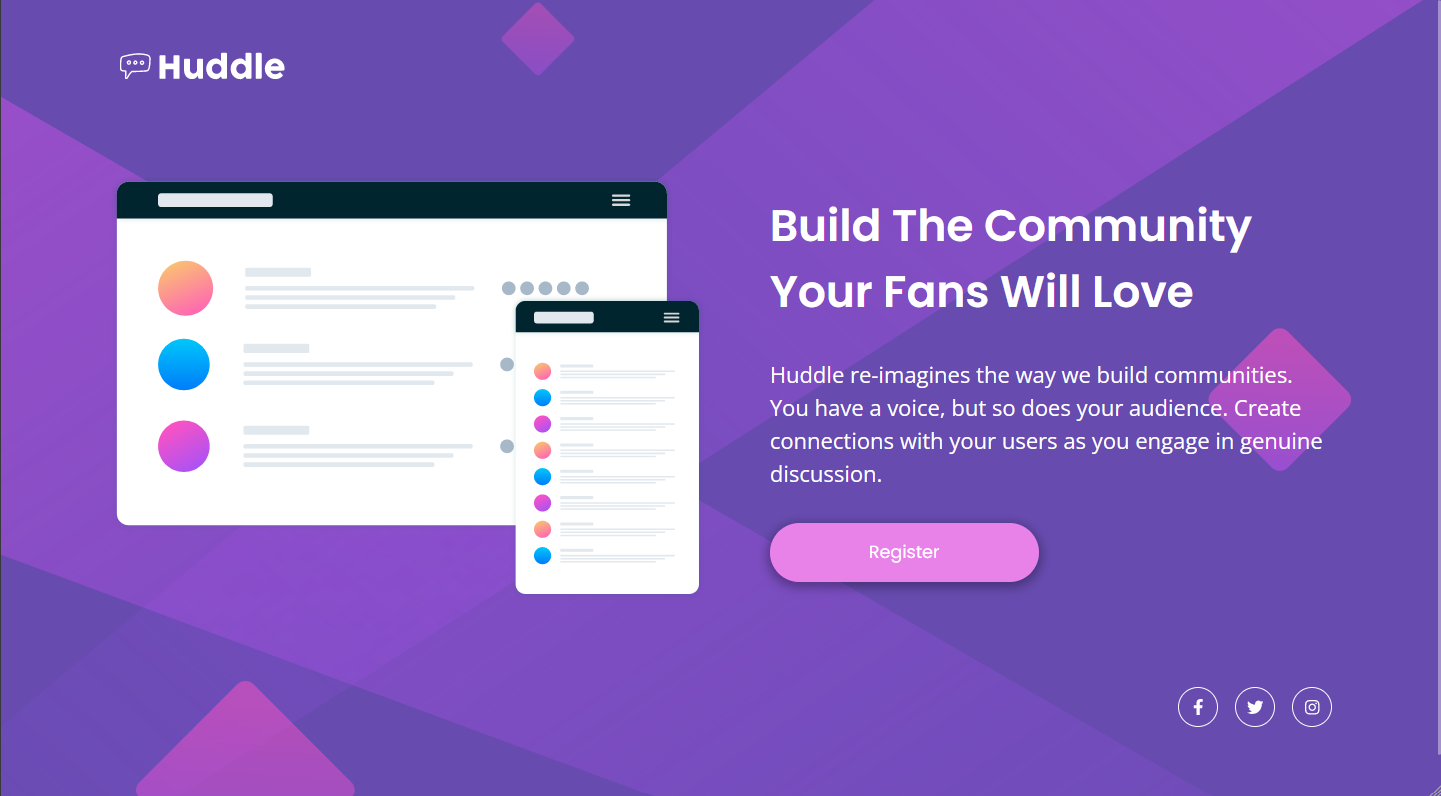 Huddle
Build The Community
Your Fans Will Love
Huddle re-imagines the way we build communities.
You have a voice, but so does your audience. Create
connections with your users as you engage in genuine
discussion.
Register